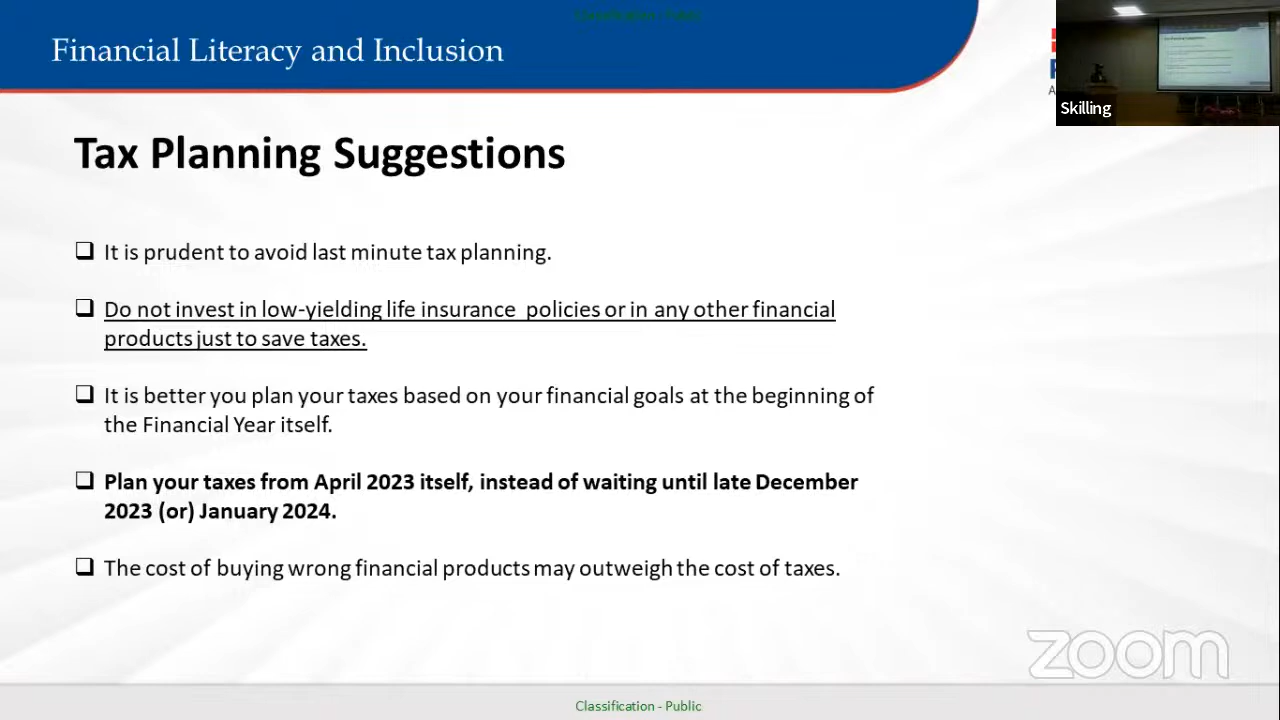 Classification - Public
Financial Literacy and Inclusion
Skilling
Tax Planning Suggestions
It is prudent to avoid last minute tax planning.
Do not invest in low-yielding life insurance policies or in any other financial
products just to save taxes.
It is better you plan your taxes based on your financial goals at the beginning of
the Financial Year itself.
Plan your taxes from April 2023 itself, instead of waiting until late December
2023 (or) January 2024.
The cost of buying wrong financial products may outweigh the cost of taxes.
zoom
Classification - Public